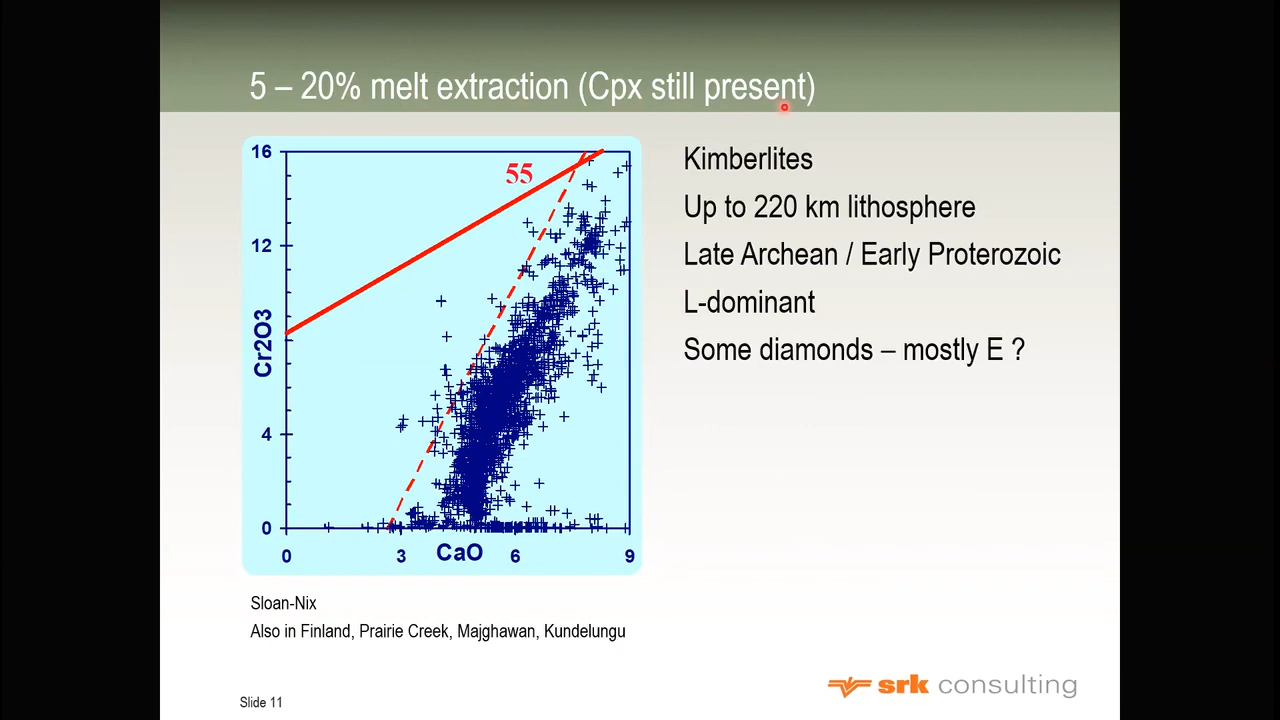 5 – 20% melt extraction (Cpx still present)
16
55
12
Cr2O3
4
0
0
3
CaO
6
9
Kimberlites
Up to 220 km lithosphere
Late Archean / Early Proterozoic
L-dominant
Some diamonds – mostly E ?
Sloan-Nix
Also in Finland, Prairie Creek, Majghawan, Kundelungu
Slide 11
srk consulting